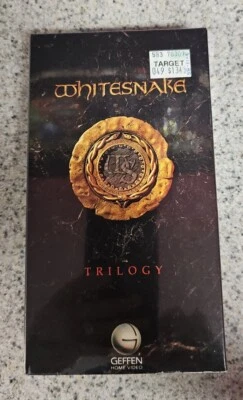 TARGET
WHITESNAKE
TRILOGY
GEFFEN
HOME VIDEO